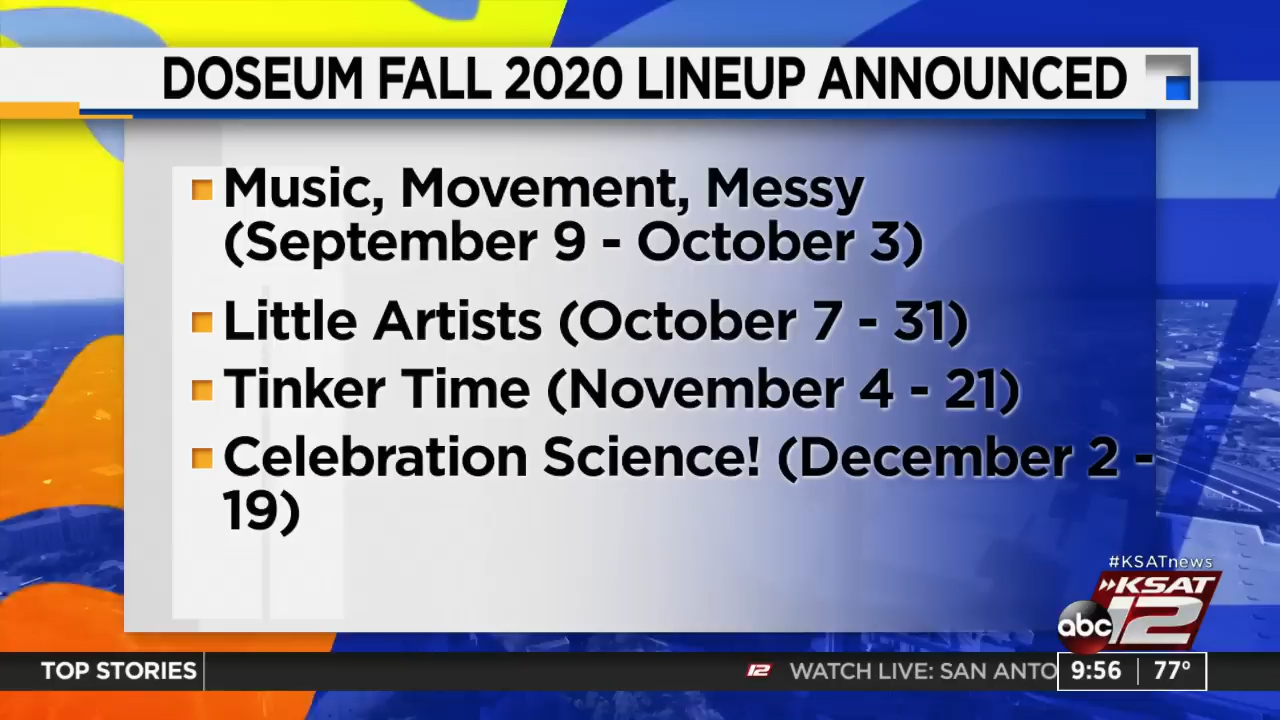 DOSEUM FALL 2020 LINEUP ANNOUNCED
Music, Movement, Messy
(September 9 - October 3)
Little Artists (October 7 - 31)
Tinker Time (November 4 - 21)
Celebration Science! (December 2 -
19)
#KSATnews
KSAT
abc 12
TOP STORIES
12 WATCH LIVE: SAN ANTO
9:56 77°